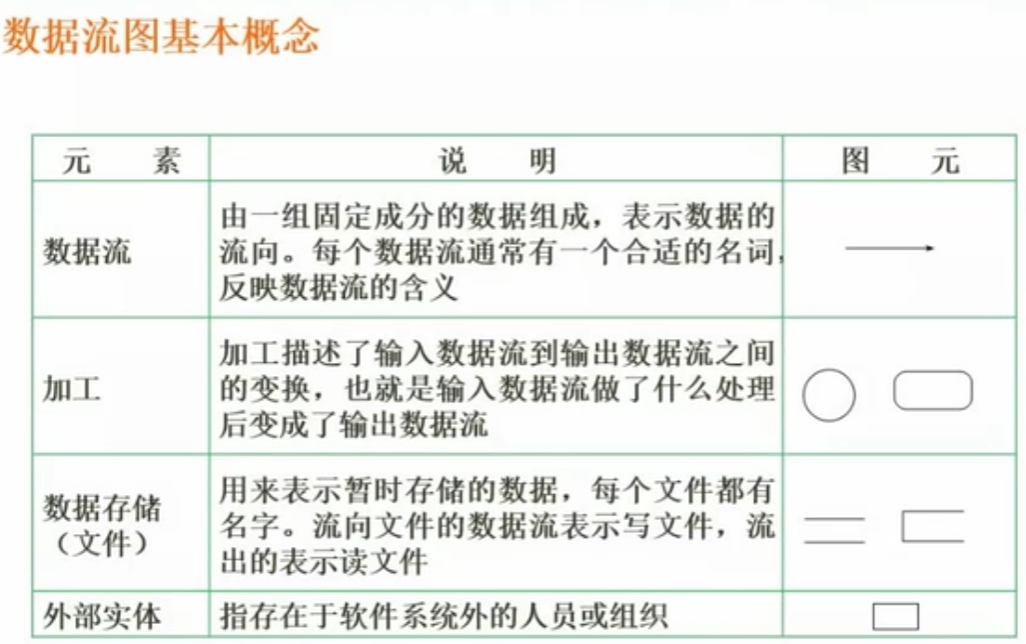 数据流图基本概念
元 素 说 明 图 元
数据流
由一组固定成分的数据组成，表示数据的
流向。每个数据流通常有一个合适的名词，
反映数据流的含义
加工
加工描述了输入数据流到输出数据流之间
的变换，也就是输入数据流做了什么处理
后变成了输出数据流
数据存储
（文件）
用来表示暂时存储的数据，每个文件都有
名字。流向文件的数据流表示写文件，流
出的表示读文件
外部实体
指存在于软件系统外的人员或组织